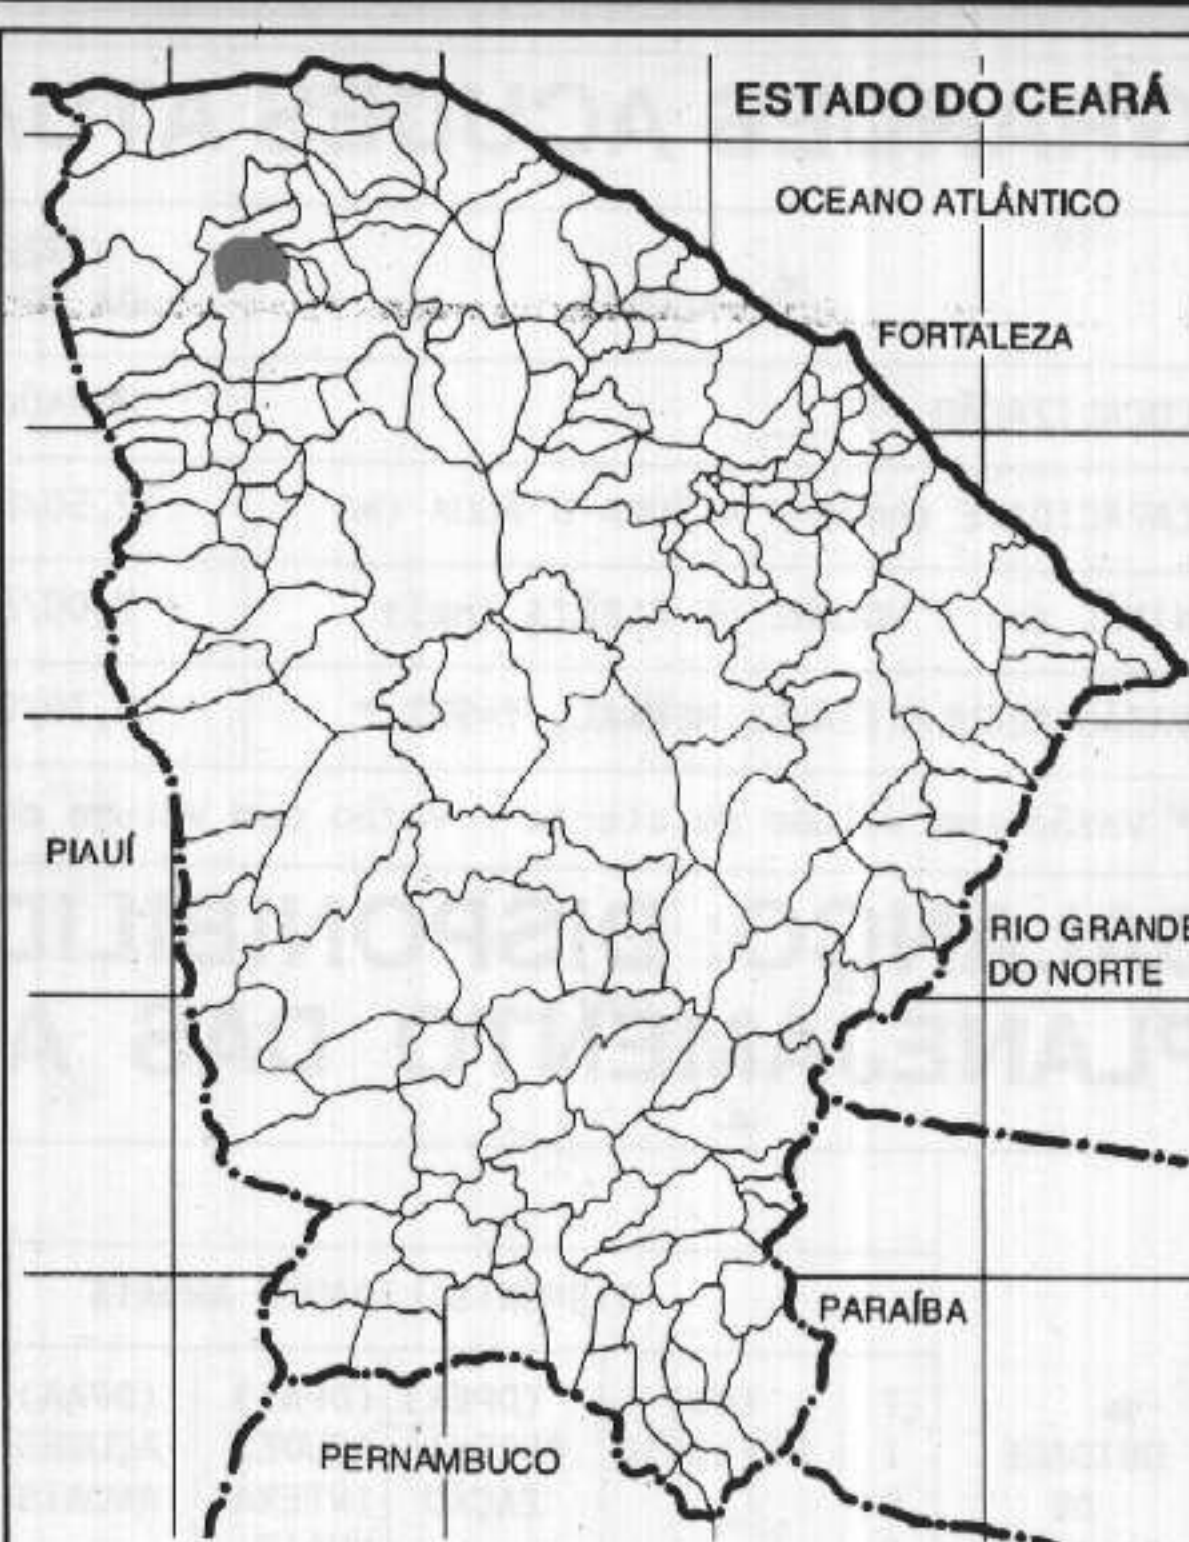 ESTADO DO CEARÁ
OCEANO ATLÂNTICO
FORTALEZA
PIAUÍ
RIO GRANDE
DO NORTE
PARAÍBA
PERNAMBUCO